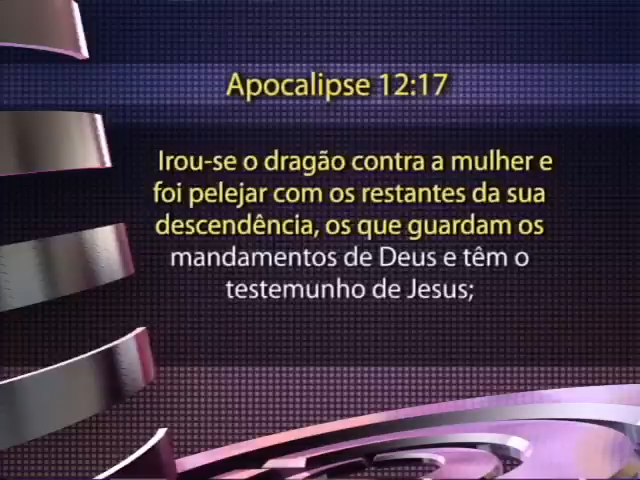 Apocalipse 12:17
Irou-se o dragão contra a mulher e
foi pelejar com os restantes da sua
descendência, os que guardam os
mandamentos de Deus e têm o
testemunho de Jesus;